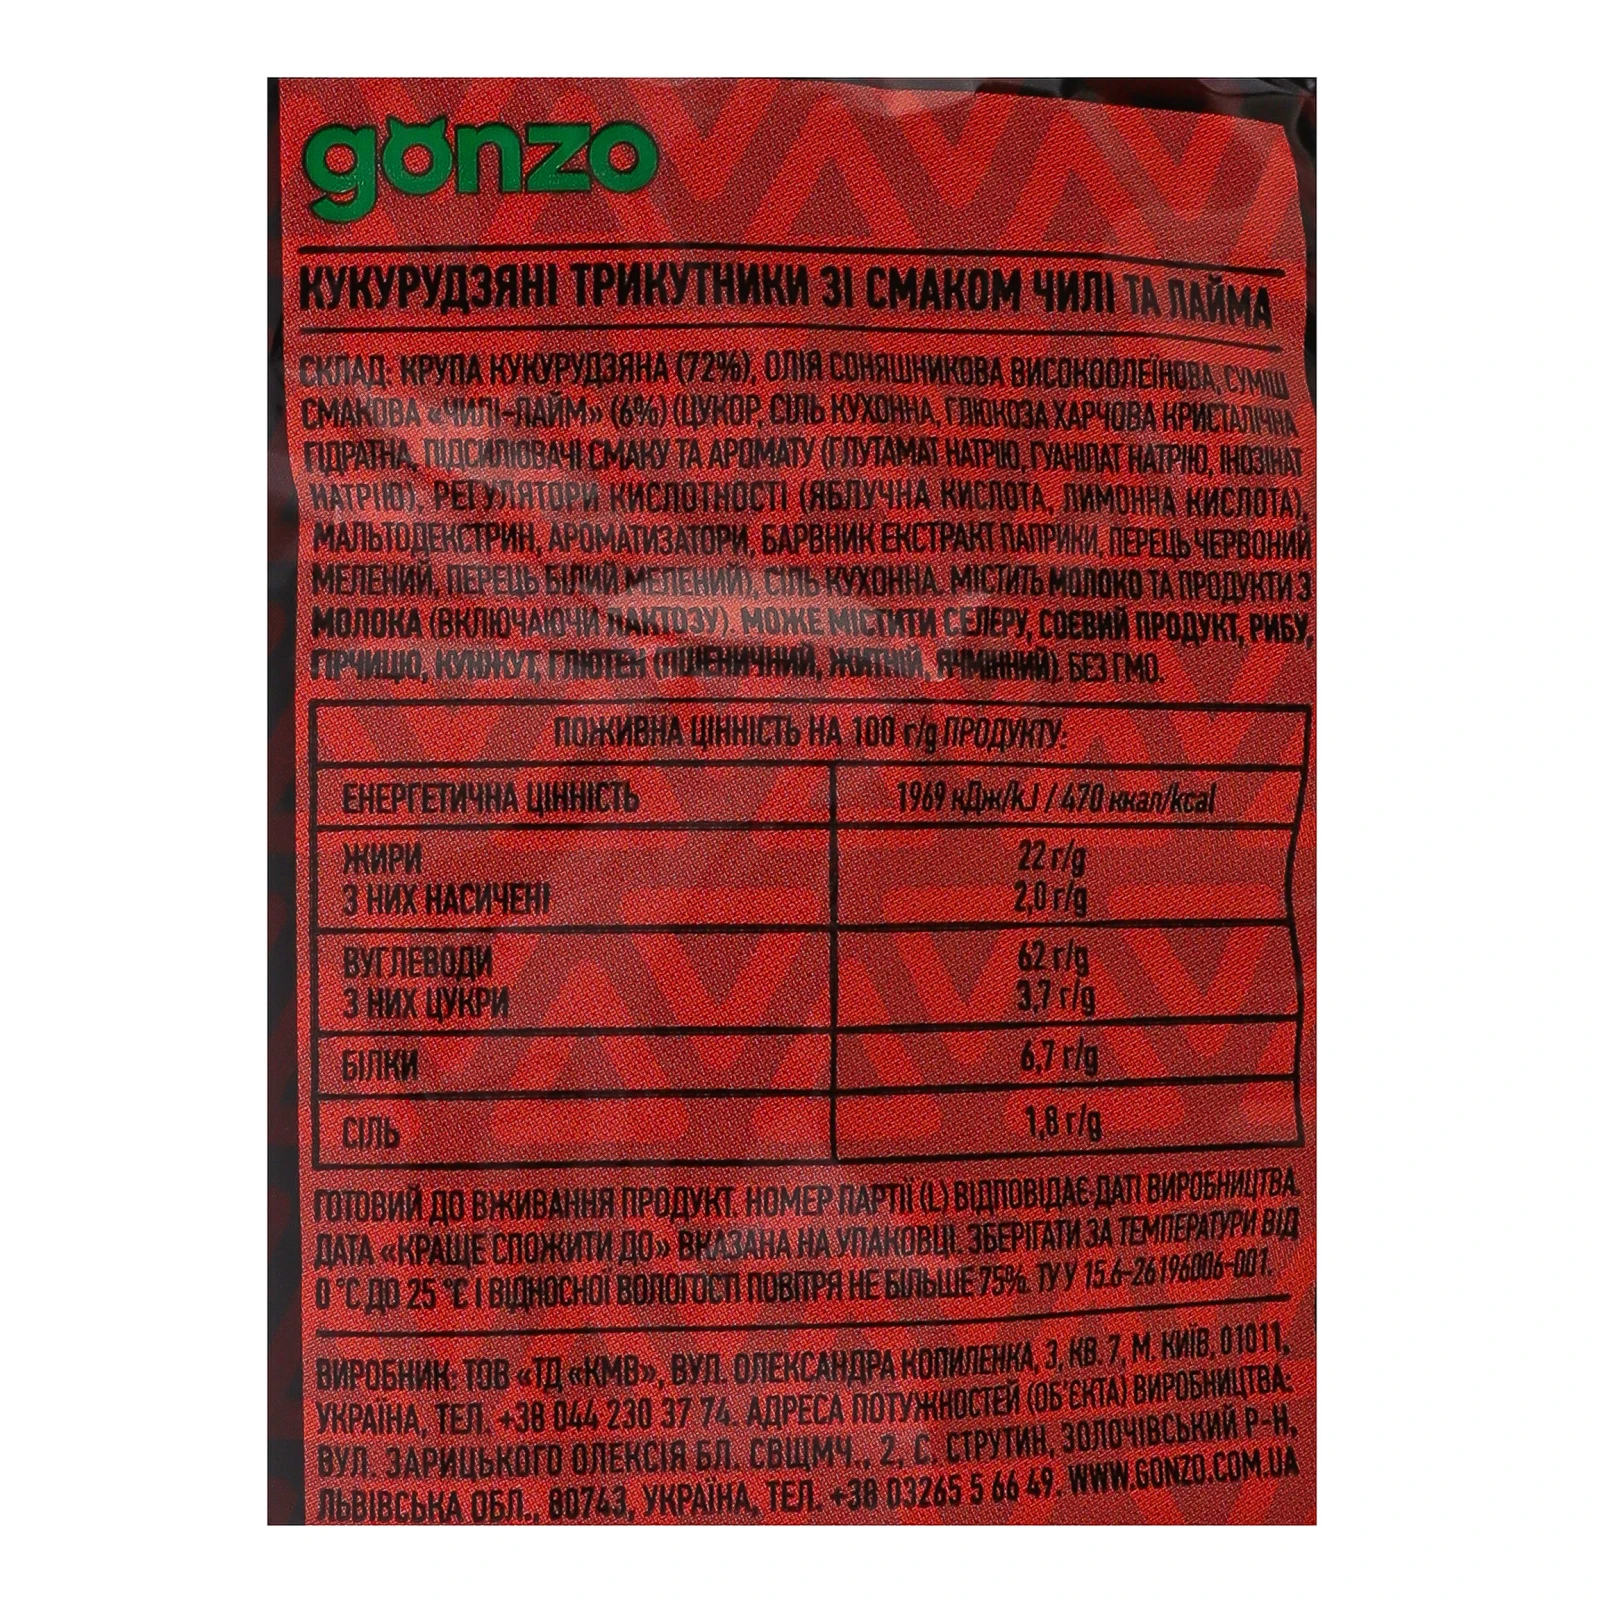 gonzo
КУКУРУДЗЯНІ ТРИКУТНИКИ ЗІ СМАКОМ ЧИЛІ ТА ЛАЙМА
СКЛАД: КРУПА КУКУРУДЗЯНА (72%), ОЛІЯ СОНЯШНИКОВА ВИСОКООЛЕЇНОВА, СУМІШ
СМАКОВА «ЧИЛІ-ЛАЙМ» (6%) (ЦУКОР, СІЛЬ КУХОННА, ГЛЮКОЗА ХАРЧОВА КРИСТАЛІЧНА
ГІДРАТНА, ПІДСИЛЮВАЧІ СМАКУ ТА АРОМАТУ (ГЛУТАМАТ НАТРІЮ, ГУАНІЛАТ НАТРІЮ, ІНОЗИНАТ
НАТРІЮ), РЕГУЛЯТОРИ КИСЛОТНОСТІ (ЯБЛУЧНА КИСЛОТА, ЛИМОННА КИСЛОТА),
МАЛЬТОДЕКСТРИН, АРОМАТИЗАТОРИ, БАРВНИК ЕКСТРАКТ ПАПРИКИ, ПЕРЕЦЬ ЧЕРВОНИЙ
МЕЛЕНИЙ, ПЕРЕЦЬ БІЛИЙ МЕЛЕНИЙ), СІЛЬ КУХОННА. МІСТИТЬ МОЛОКО ТА ПРОДУКТИ З
МОЛОКА (ВКЛЮЧАЮЧИ ЛАКТОЗУ). МОЖЕ МІСТИТИ СЕЛЕРУ, СОЄВИЙ ПРОДУКТ, РИБУ,
ГІРЧИЦЮ, КУНЖУТ, ГЛЮТЕН (ПШЕНИЧНИЙ, ЖИТНІЙ, ЯЧМІННИЙ). БЕЗ ГМО.
ПОЖИВНА ЦІННІСТЬ НА 100 г/g ПРОДУКТУ:
ЕНЕРГЕТИЧНА ЦІННІСТЬ 1969 кДж/kJ / 470 ккал/kcal
ЖИРИ 22 г/g
З НИХ НАСИЧЕНІ 2,0 г/g
ВУГЛЕВОДИ 62 г/g
З НИХ ЦУКРИ 3,7 г/g
БІЛКИ 6,7 г/g
СІЛЬ 1,8 г/g
ГОТОВИЙ ДО ВЖИВАННЯ ПРОДУКТ. НОМЕР ПАРТІЇ (L) ВІДПОВІДАЄ ДАТІ ВИРОБНИЦТВА.
ДАТА «КРАЩЕ СПОЖИТИ ДО» ВКАЗАНА НА УПАКОВЦІ. ЗБЕРІГАТИ ЗА ТЕМПЕРАТУРИ ВІД
0 °С ДО 25 °С І ВІДНОСНОЇ ВОЛОГОСТІ ПОВІТРЯ НЕ БІЛЬШЕ 75%. ТУ У 15.6-26196006-001.
ВИРОБНИК: ТОВ «ТД «КМВ», ВУЛ. ОЛЕКСАНДРА КОПИЛЕНКА, 3, КВ. 7, М. КИЇВ, 01011,
УКРАЇНА, ТЕЛ. +38 044 230 37 74. АДРЕСА ПОТУЖНОСТЕЙ (ОБ'ЄКТА) ВИРОБНИЦТВА:
ВУЛ. ЗАРИЦЬКОГО ОЛЕКСІЯ БЛ. СВЩМЧ., 2, С. СТРУТИН, ЗОЛОЧІВСЬКИЙ Р-Н,
ЛЬВІВСЬКА ОБЛ., 80743, УКРАЇНА, ТЕЛ. +38 03265 5 66 49. WWW.GONZO.COM.UA